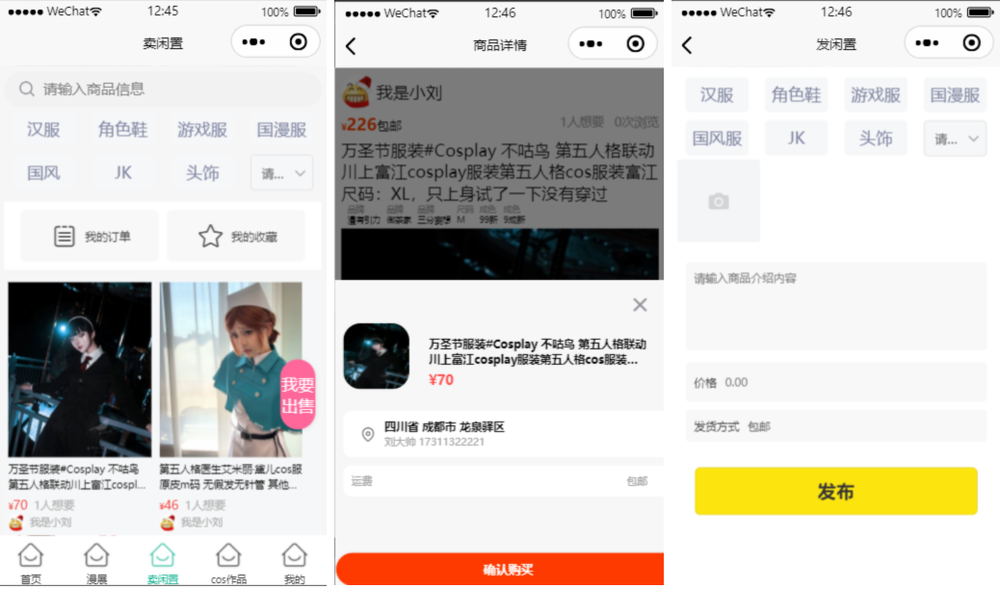 WeChat 12:45 100%
卖闲置
请输入商品信息
汉服 角色鞋 游戏服 国漫服
国风 JK 头饰 请...
我的订单 我的收藏
万圣节服装#Cosplay 不咕鸟
第五人格联动川上富江cospl...
¥70 1人想要
我是小刘
第五人格医生艾米丽·黛儿cos服
原皮m码 无假发无针管 其他...
¥46 1人想要
我是小刘
我要
出售
首页 漫展 卖闲置 cos作品 我的
WeChat 12:46 100%
商品详情
我是小刘
¥226包邮 1人想要 0次浏览
万圣节服装#Cosplay 不咕鸟 第五人格联动
川上富江cosplay服装第五人格cos服装富江
尺码：XL，只上身试了一下没有穿过
品牌 品牌 品牌 尺码 成色 成色
三分妄想 M 99新 9成新
万圣节服装#Cosplay 不咕鸟 第五人格联动
川上富江cosplay服装第五人格cos服装...
¥70
四川省 成都市 龙泉驿区
刘大帅 17311322221
运费 包邮
确认购买
WeChat 12:46 100%
发闲置
汉服 角色鞋 游戏服 国漫服
国风服 JK 头饰 请...
请输入商品介绍内容
价格 0.00
发货方式 包邮
发布